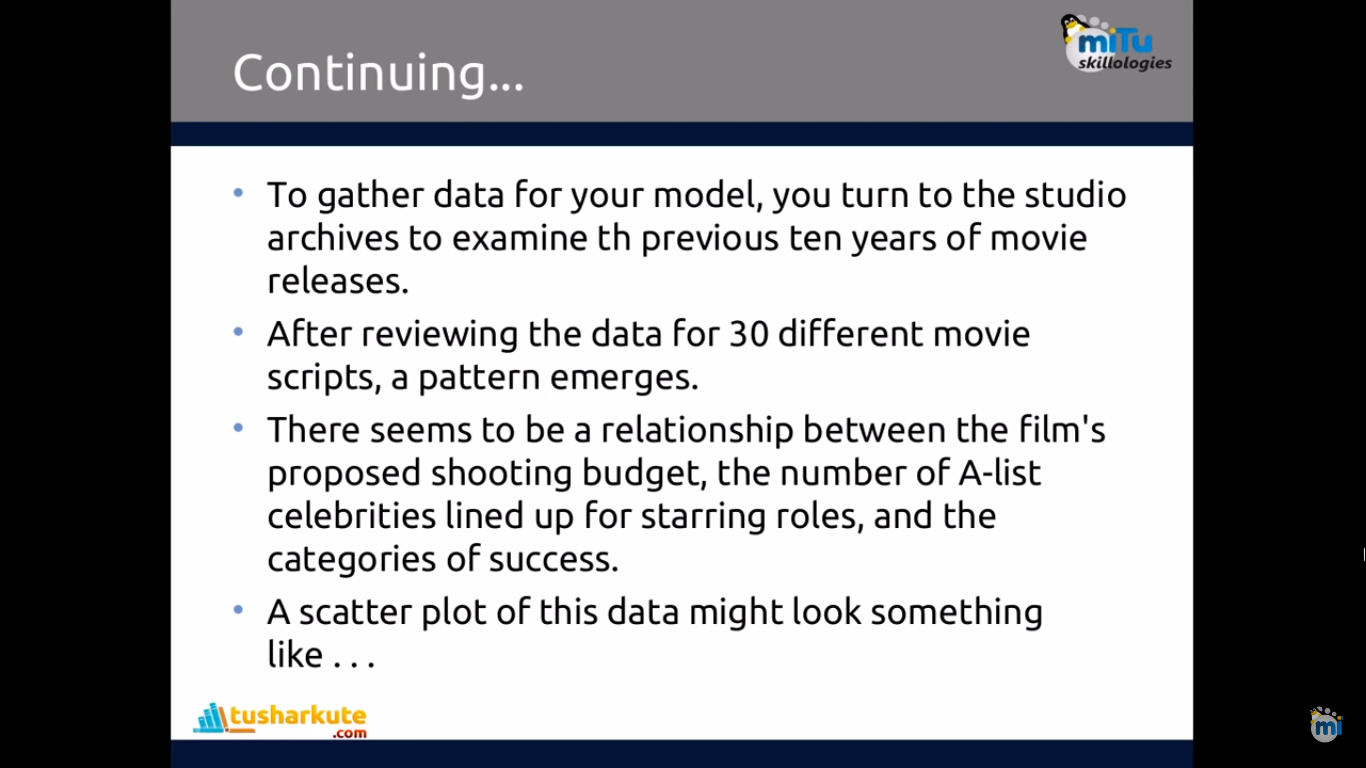 Continuing...
miTu
skillologies
• To gather data for your model, you turn to the studio
archives to examine th previous ten years of movie
releases.
• After reviewing the data for 30 different movie
scripts, a pattern emerges.
• There seems to be a relationship between the film's
proposed shooting budget, the number of A-list
celebrities lined up for starring roles, and the
categories of success.
• A scatter plot of this data might look something
like . . .
tusharkute
.com
mi